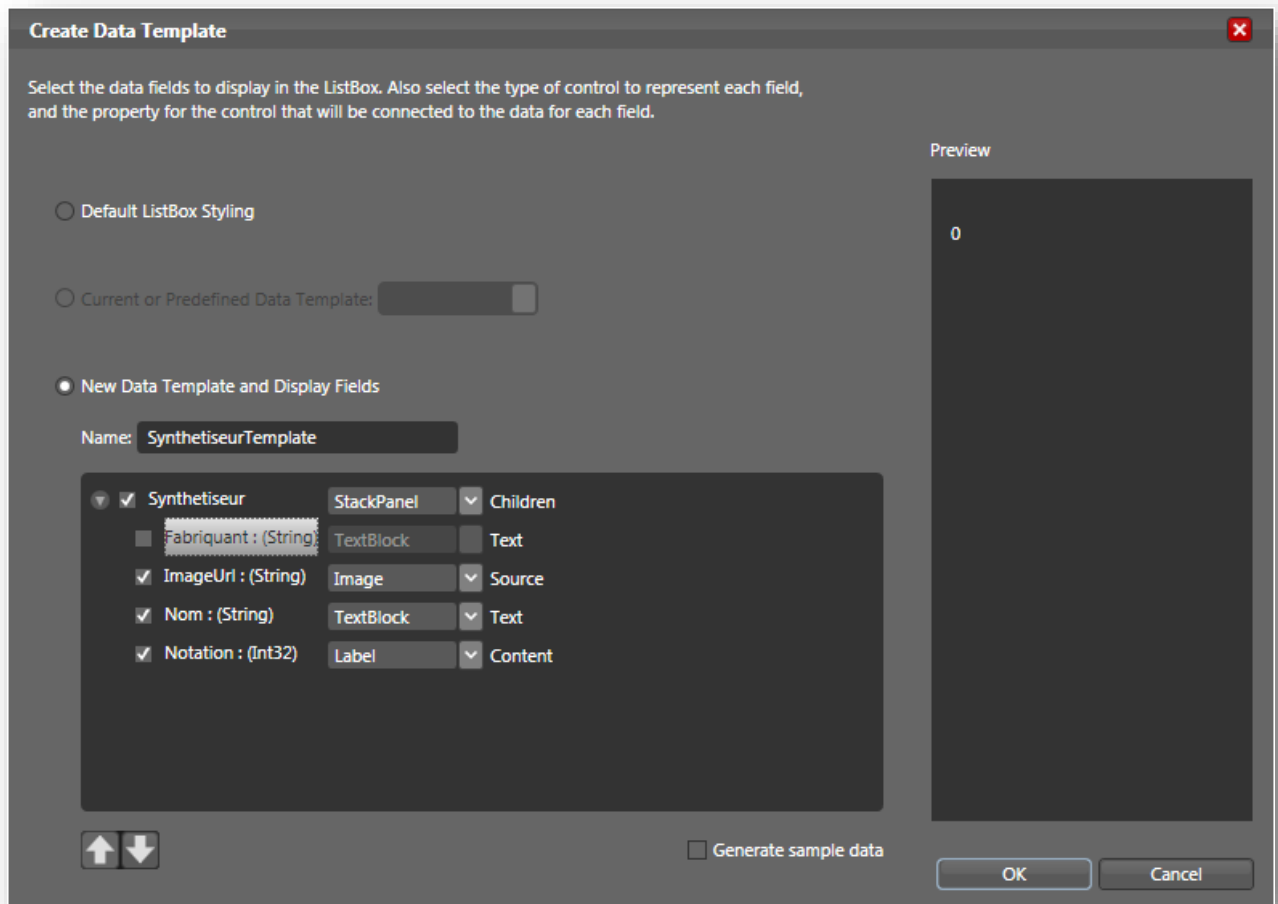 Create Data Template
Select the data fields to display in the ListBox. Also select the type of control to represent each field,
and the property for the control that will be connected to the data for each field.
Preview
Default ListBox Styling
0
Current or Predefined Data Template:
New Data Template and Display Fields
Name: SynthetiseurTemplate
Synthetiseur StackPanel Children
Fabriquant : (String) TextBlock Text
ImageUrl : (String) Image Source
Nom : (String) TextBlock Text
Notation : (Int32) Label Content
Generate sample data
OK Cancel